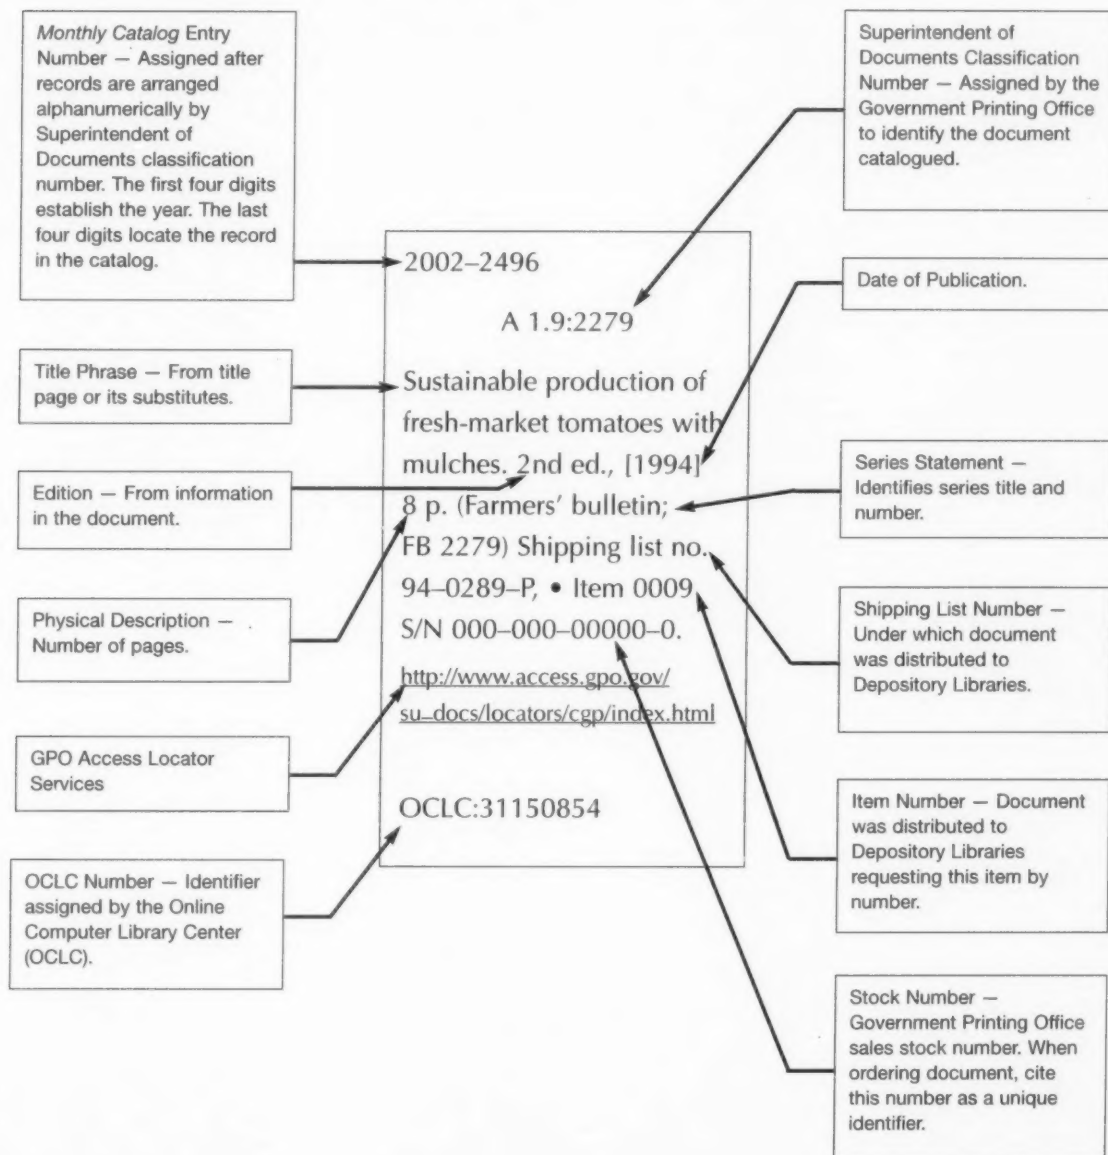 Monthly Catalog Entry
Number — Assigned after
records are arranged
alphanumerically by
Superintendent of
Documents classification
number. The first four digits
establish the year. The last
four digits locate the record
in the catalog.
Title Phrase — From title
page or its substitutes.
Edition — From information
in the document.
Physical Description —
Number of pages.
GPO Access Locator
Services
OCLC Number — Identifier
assigned by the Online
Computer Library Center
(OCLC).
2002–2496
A 1.9:2279
Sustainable production of
fresh-market tomatoes with
mulches. 2nd ed., [1994]
8 p. (Farmers' bulletin;
FB 2279) Shipping list no.
94–0289–P, • Item 0009
S/N 000–000–00000–0.
http://www.access.gpo.gov/
su_docs/locators/cgp/index.html
OCLC:31150854
Superintendent of
Documents Classification
Number — Assigned by the
Government Printing Office
to identify the document
catalogued.
Date of Publication.
Series Statement —
Identifies series title and
number.
Shipping List Number —
Under which document
was distributed to
Depository Libraries.
Item Number — Document
was distributed to
Depository Libraries
requesting this item by
number.
Stock Number —
Government Printing Office
sales stock number. When
ordering document, cite
this number as a unique
identifier.